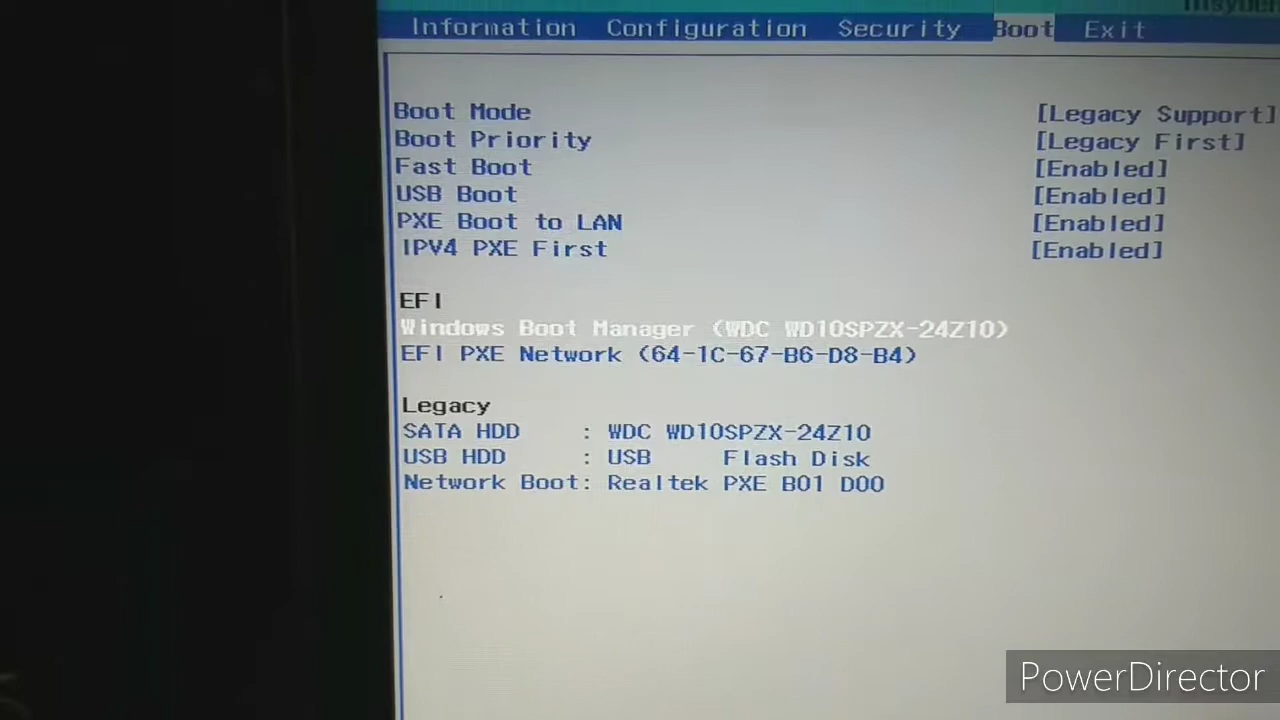 Information Configuration Security Boot Exit
Boot Mode [Legacy Support]
Boot Priority [Legacy First]
Fast Boot [Enabled]
USB Boot [Enabled]
PXE Boot to LAN [Enabled]
IPV4 PXE First [Enabled]
EFI
Windows Boot Manager (WDC WD10SPZX-24Z10)
EFI PXE Network (64-1C-67-B6-D8-B4)
Legacy
SATA HDD : WDC WD10SPZX-24Z10
USB HDD : USB Flash Disk
Network Boot: Realtek PXE B01 D00
PowerDirector